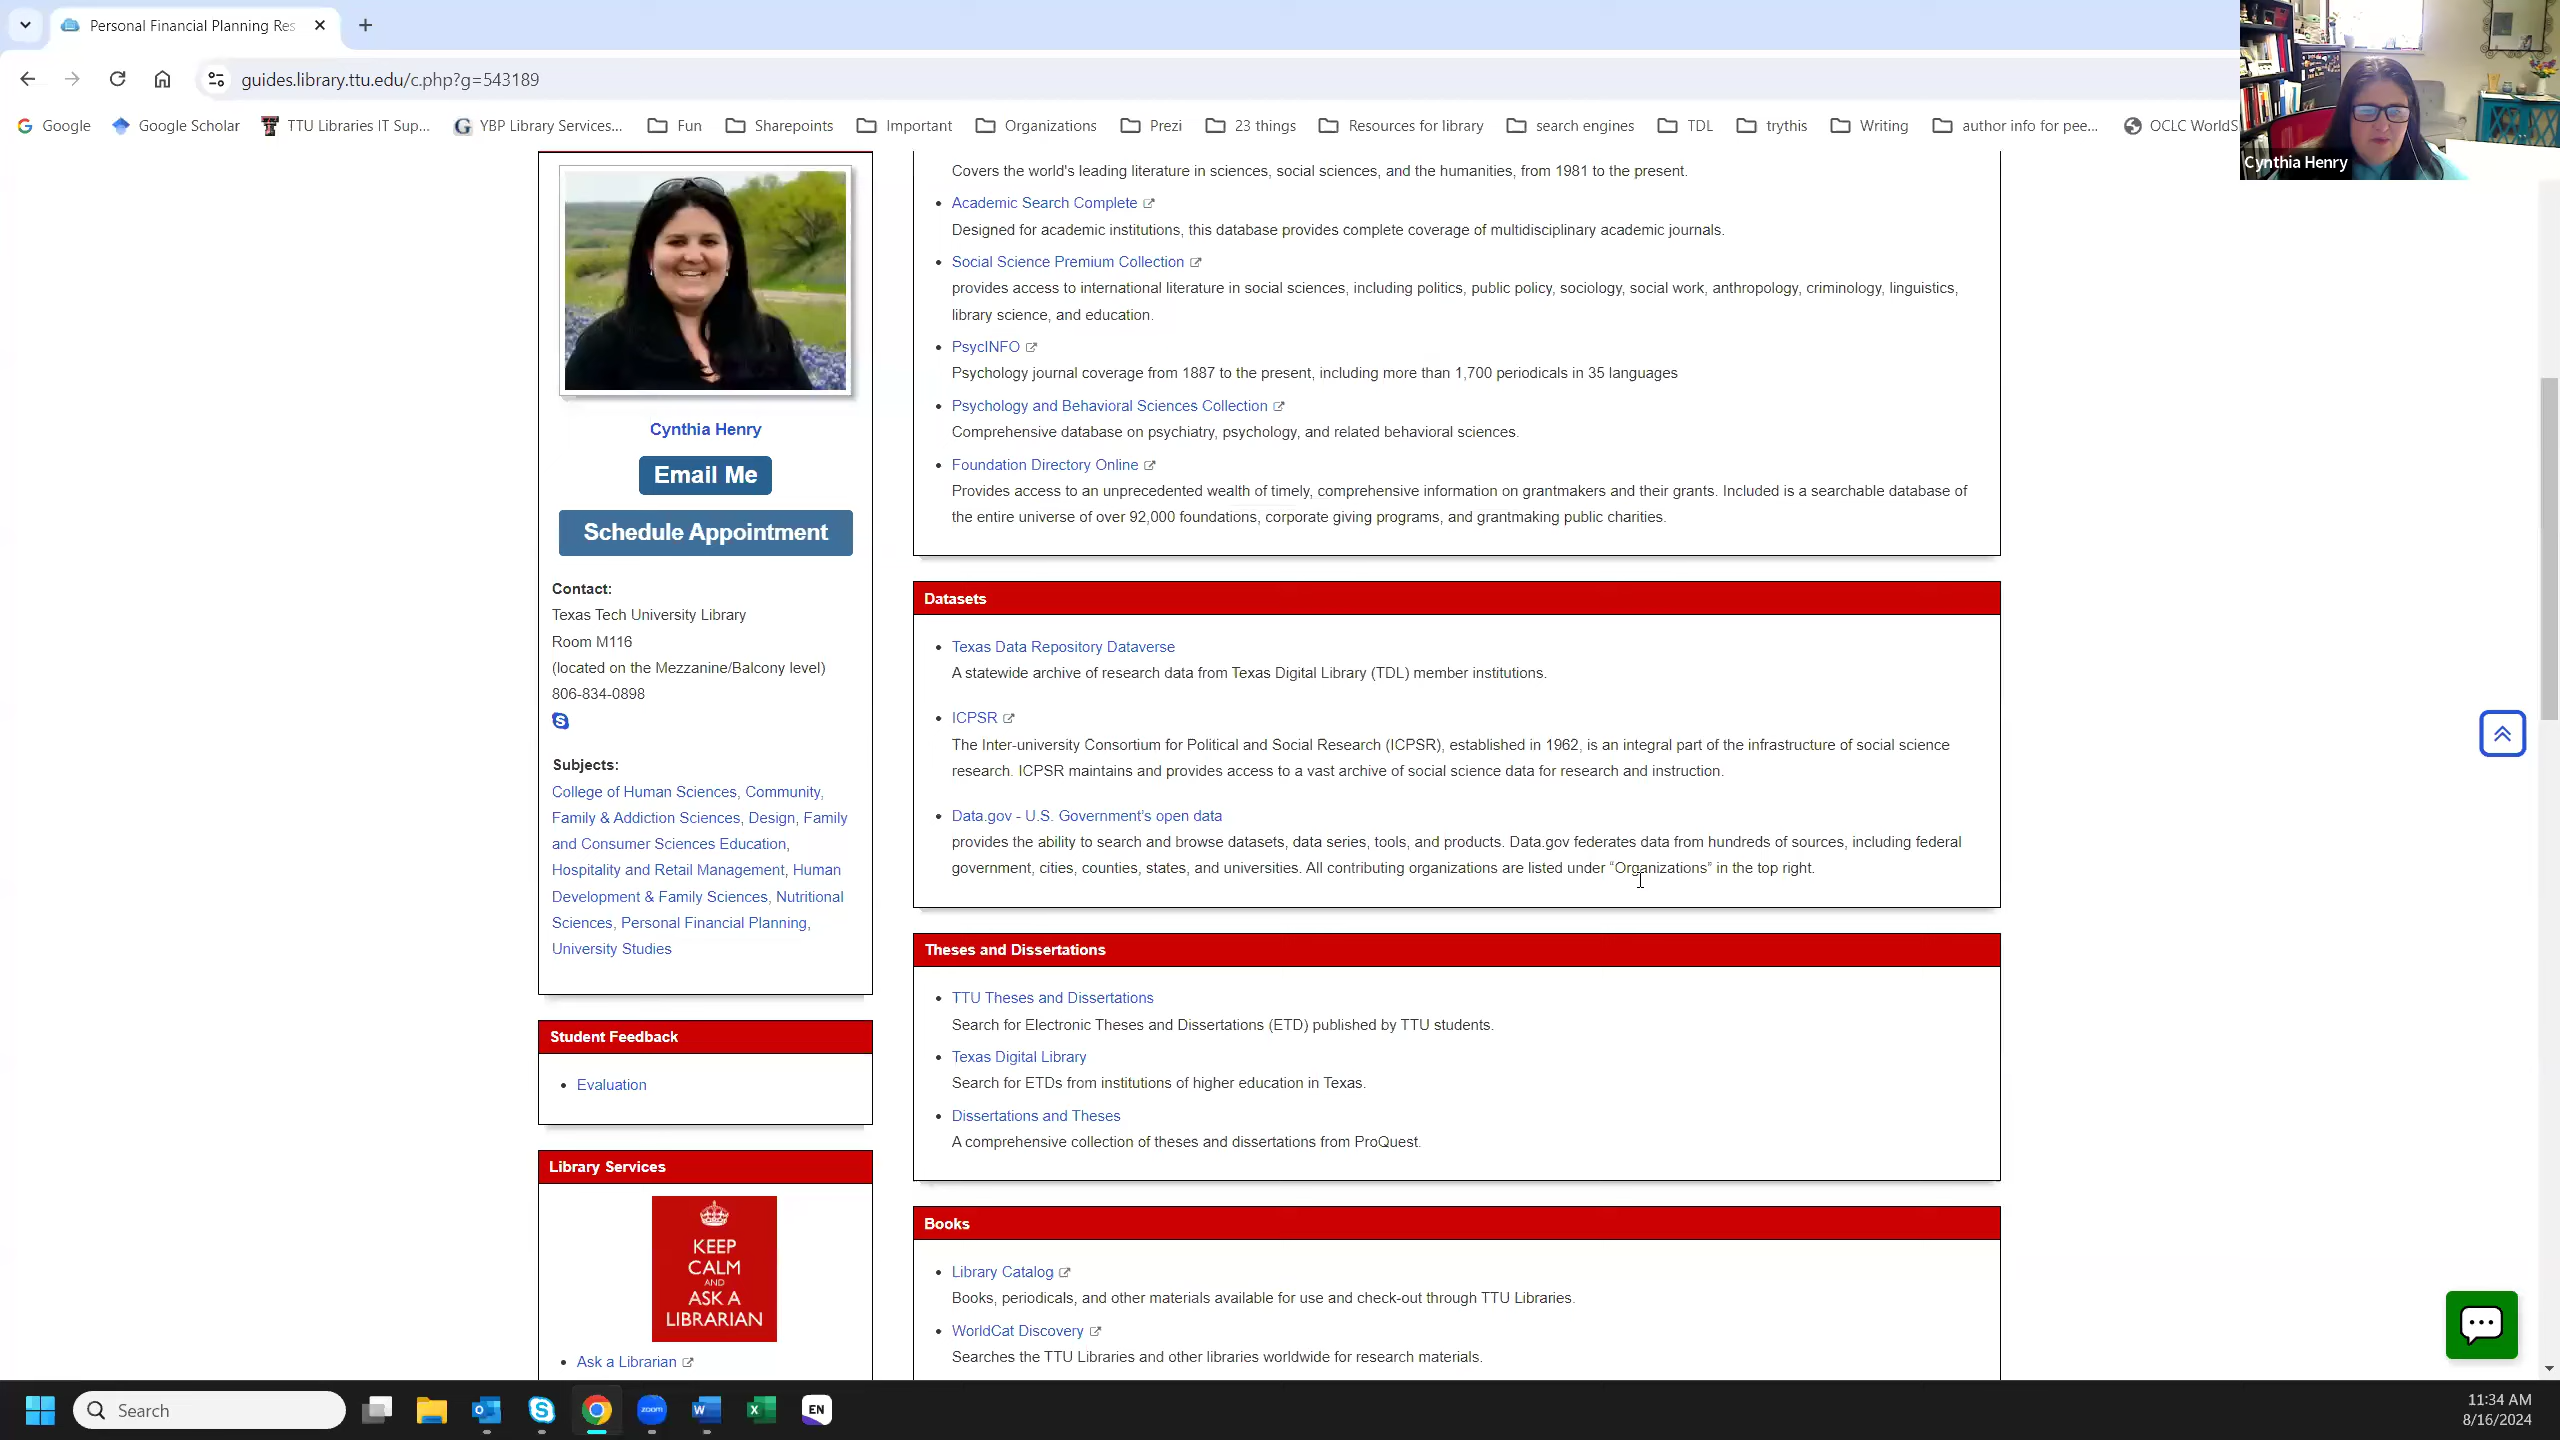 Personal Financial Planning Res
guides.library.ttu.edu/c.php?g=543189
Google
Google Scholar
TTU Libraries IT Sup...
YBP Library Services...
Fun
Sharepoints
Important
Organizations
Prezi
23 things
Resources for library
search engines
TDL
trythis
Writing
author info for pee...
OCLC WorldS
Cynthia Henry
Cynthia Henry
Email Me
Schedule Appointment
Contact:
Texas Tech University Library
Room M116
(located on the Mezzanine/Balcony level)
806-834-0898
Subjects:
College of Human Sciences, Community,
Family & Addiction Sciences, Design, Family
and Consumer Sciences Education,
Hospitality and Retail Management, Human
Development & Family Sciences, Nutritional
Sciences, Personal Financial Planning,
University Studies
Student Feedback
• Evaluation
Library Services
KEEP
CALM
AND
ASK A
LIBRARIAN
• Ask a Librarian
Covers the world's leading literature in sciences, social sciences, and the humanities, from 1981 to the present.
• Academic Search Complete
Designed for academic institutions, this database provides complete coverage of multidisciplinary academic journals.
• Social Science Premium Collection
provides access to international literature in social sciences, including politics, public policy, sociology, social work, anthropology, criminology, linguistics,
library science, and education.
• PsycINFO
Psychology journal coverage from 1887 to the present, including more than 1,700 periodicals in 35 languages
• Psychology and Behavioral Sciences Collection
Comprehensive database on psychiatry, psychology, and related behavioral sciences.
• Foundation Directory Online
Provides access to an unprecedented wealth of timely, comprehensive information on grantmakers and their grants. Included is a searchable database of
the entire universe of over 92,000 foundations, corporate giving programs, and grantmaking public charities.
Datasets
• Texas Data Repository Dataverse
A statewide archive of research data from Texas Digital Library (TDL) member institutions.
• ICPSR
The Inter-university Consortium for Political and Social Research (ICPSR), established in 1962, is an integral part of the infrastructure of social science
research. ICPSR maintains and provides access to a vast archive of social science data for research and instruction.
• Data.gov - U.S. Government’s open data
provides the ability to search and browse datasets, data series, tools, and products. Data.gov federates data from hundreds of sources, including federal
government, cities, counties, states, and universities. All contributing organizations are listed under “Organizations” in the top right.
Theses and Dissertations
• TTU Theses and Dissertations
Search for Electronic Theses and Dissertations (ETD) published by TTU students.
• Texas Digital Library
Search for ETDs from institutions of higher education in Texas.
• Dissertations and Theses
A comprehensive collection of theses and dissertations from ProQuest.
Books
• Library Catalog
Books, periodicals, and other materials available for use and check-out through TTU Libraries.
• WorldCat Discovery
Searches the TTU Libraries and other libraries worldwide for research materials.
Search
zoom
EN
11:34 AM
8/16/2024